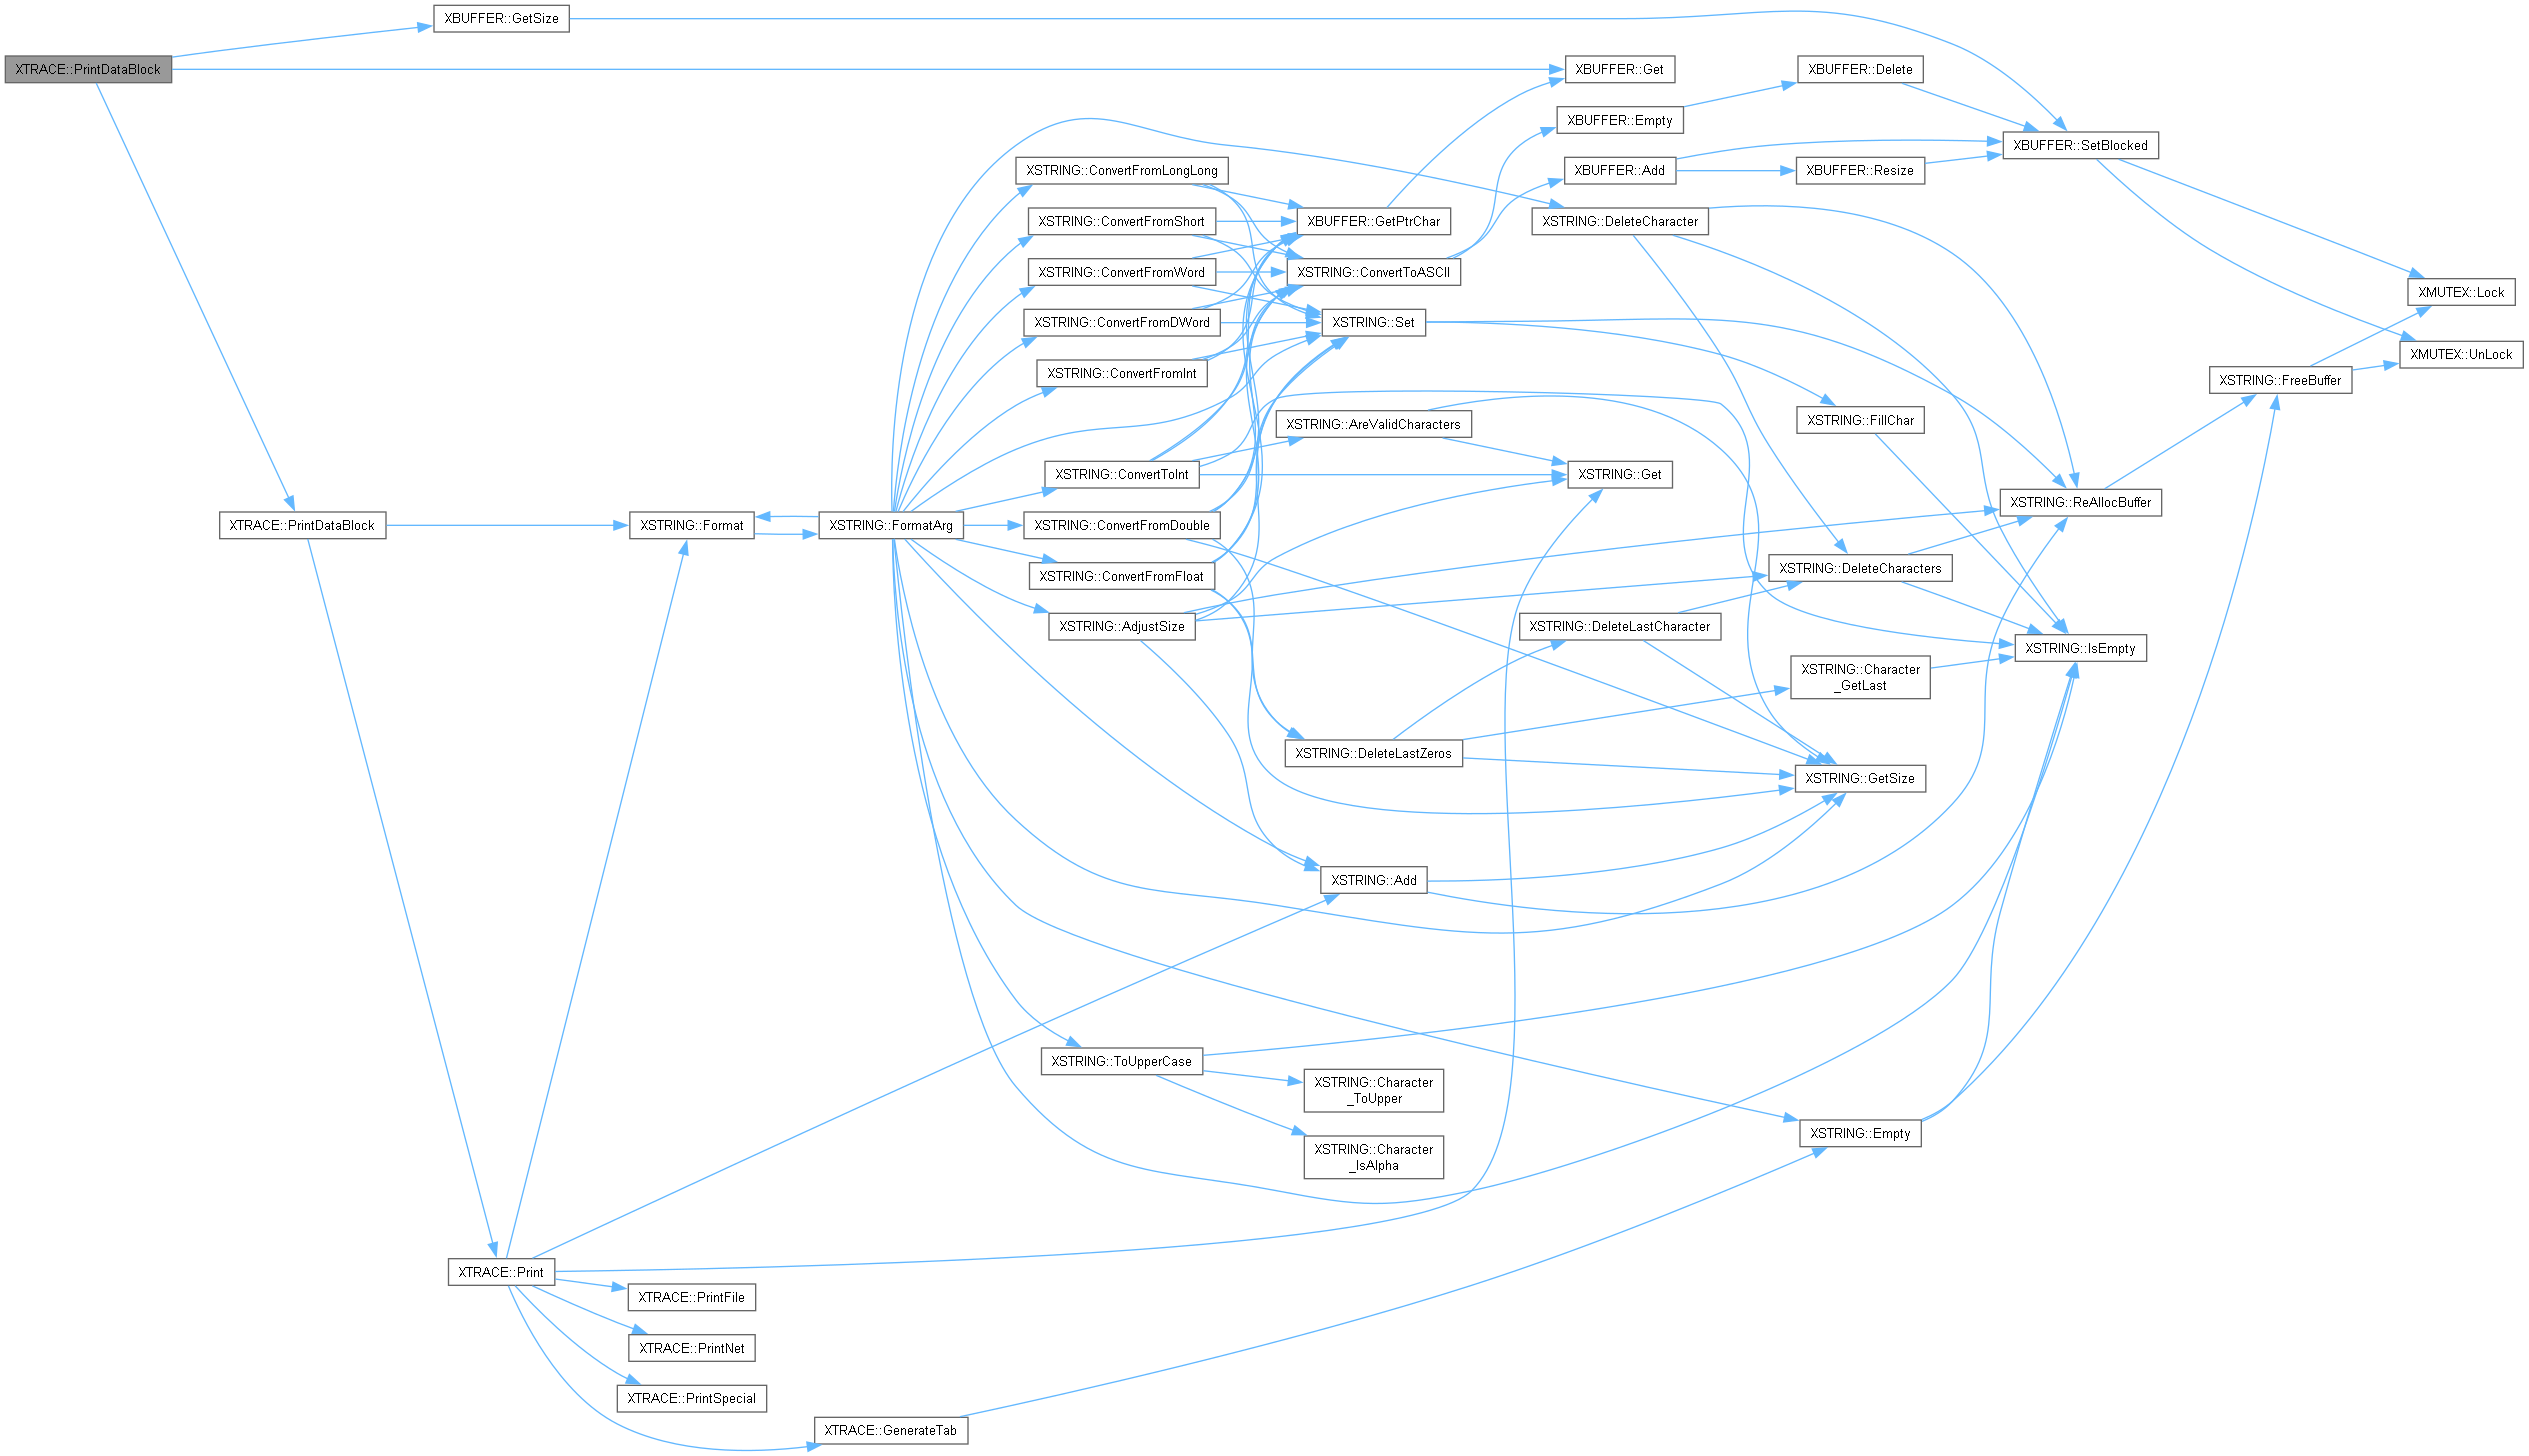 XBUFFER::GetSize
XTRACE::PrintDataBlock
XBUFFER::Get
XBUFFER::Delete
XBUFFER::Empty
XBUFFER::SetBlocked
XSTRING::ConvertFromLongLong
XBUFFER::Add
XBUFFER::Resize
XSTRING::ConvertFromShort
XBUFFER::GetPtrChar
XSTRING::DeleteCharacter
XSTRING::ConvertFromWord
XSTRING::ConvertToASCII
XMUTEX::Lock
XSTRING::ConvertFromDWord
XSTRING::Set
XMUTEX::UnLock
XSTRING::ConvertFromInt
XSTRING::FreeBuffer
XSTRING::AreValidCharacters
XSTRING::FillChar
XSTRING::ConvertToInt
XSTRING::Get
XSTRING::ReAllocBuffer
XTRACE::PrintDataBlock
XSTRING::Format
XSTRING::FormatArg
XSTRING::ConvertFromDouble
XSTRING::ConvertFromFloat
XSTRING::DeleteCharacters
XSTRING::AdjustSize
XSTRING::DeleteLastCharacter
XSTRING::IsEmpty
XSTRING::Character
_GetLast
XSTRING::DeleteLastZeros
XSTRING::GetSize
XSTRING::Add
XSTRING::ToUpperCase
XSTRING::Character
_ToUpper
XSTRING::Empty
XSTRING::Character
_IsAlpha
XTRACE::Print
XTRACE::PrintFile
XTRACE::PrintNet
XTRACE::PrintSpecial
XTRACE::GenerateTab